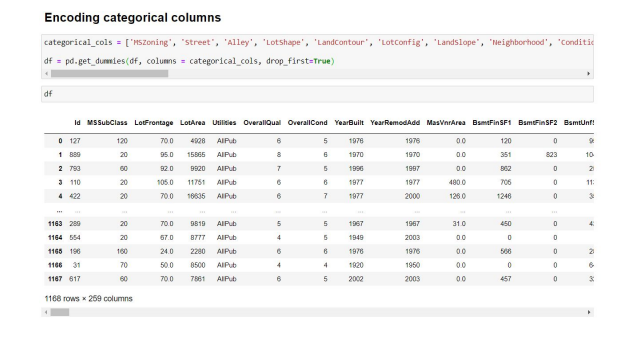 Encoding categorical columns
categorical_cols = ['MSZoning', 'Street', 'Alley', 'LotShape', 'LandContour', 'LotConfig', 'LandSlope', 'Neighborhood', 'Conditic
df = pd.get_dummies(df, columns = categorical_cols, drop_first=True)
df
Id MSSubClass LotFrontage LotArea Utilities OverallQual OverallCond YearBuilt YearRemodAdd MasVnrArea BsmtFinSF1 BsmtFinSF2 BsmtUnfS
0 127 120 70.0 4928 AllPub 6 5 1976 1976 0.0 120 0
1 889 20 95.0 15865 AllPub 8 6 1970 1970 0.0 351 823
2 793 60 92.0 9920 AllPub 7 5 1996 1997 0.0 862 0
3 110 20 105.0 11751 AllPub 6 6 1977 1977 480.0 705 0
4 422 20 70.0 16635 AllPub 6 7 1977 2000 126.0 1246 0
... ... ... ... ... ... ... ... ... ... ... ... ...
1163 289 20 70.0 9819 AllPub 5 5 1967 1967 31.0 450 0
1164 554 20 67.0 8777 AllPub 4 5 1949 2003 0.0 0 0
1165 196 160 24.0 2280 AllPub 6 6 1976 1976 0.0 566 0
1166 31 70 50.0 8500 AllPub 4 4 1920 1950 0.0 0 0
1167 617 60 70.0 7861 AllPub 6 5 2002 2003 0.0 457 0
1168 rows × 259 columns